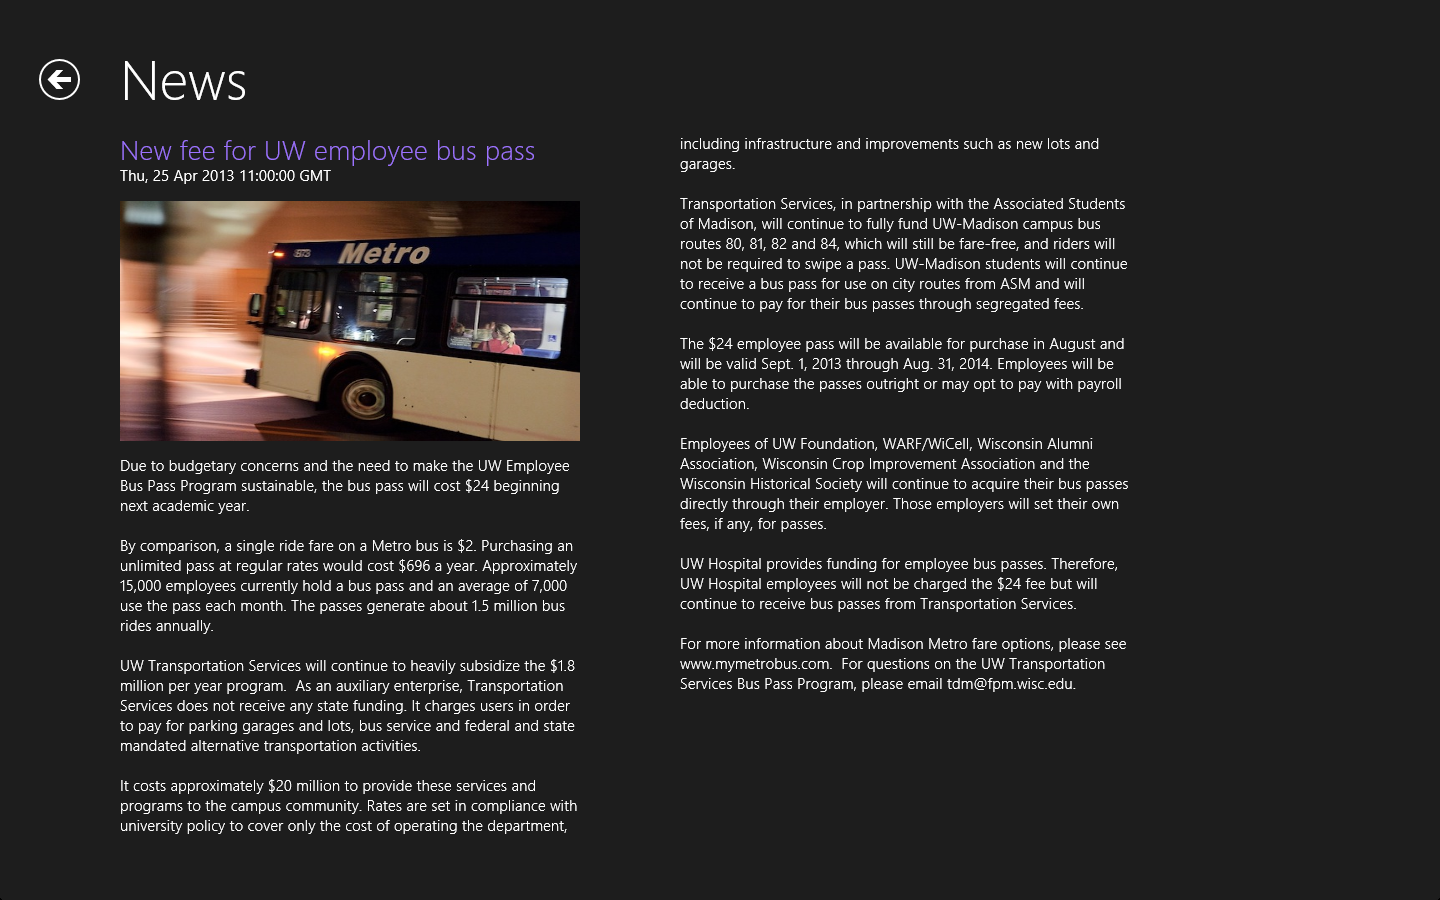 News
New fee for UW employee bus pass
Thu, 25 Apr 2013 11:00:00 GMT
Metro
Due to budgetary concerns and the need to make the UW Employee
Bus Pass Program sustainable, the bus pass will cost $24 beginning
next academic year.
By comparison, a single ride fare on a Metro bus is $2. Purchasing an
unlimited pass at regular rates would cost $696 a year. Approximately
15,000 employees currently hold a bus pass and an average of 7,000
use the pass each month. The passes generate about 1.5 million bus
rides annually.
UW Transportation Services will continue to heavily subsidize the $1.8
million per year program.  As an auxiliary enterprise, Transportation
Services does not receive any state funding. It charges users in order
to pay for parking garages and lots, bus service and federal and state
mandated alternative transportation activities.
It costs approximately $20 million to provide these services and
programs to the campus community. Rates are set in compliance with
university policy to cover only the cost of operating the department,
including infrastructure and improvements such as new lots and
garages.
Transportation Services, in partnership with the Associated Students
of Madison, will continue to fully fund UW-Madison campus bus
routes 80, 81, 82 and 84, which will still be fare-free, and riders will
not be required to swipe a pass. UW-Madison students will continue
to receive a bus pass for use on city routes from ASM and will
continue to pay for their bus passes through segregated fees.
The $24 employee pass will be available for purchase in August and
will be valid Sept. 1, 2013 through Aug. 31, 2014. Employees will be
able to purchase the passes outright or may opt to pay with payroll
deduction.
Employees of UW Foundation, WARF/WiCell, Wisconsin Alumni
Association, Wisconsin Crop Improvement Association and the
Wisconsin Historical Society will continue to acquire their bus passes
directly through their employer. Those employers will set their own
fees, if any, for passes.
UW Hospital provides funding for employee bus passes. Therefore,
UW Hospital employees will not be charged the $24 fee but will
continue to receive bus passes from Transportation Services.
For more information about Madison Metro fare options, please see
www.mymetrobus.com.  For questions on the UW Transportation
Services Bus Pass Program, please email tdm@fpm.wisc.edu.